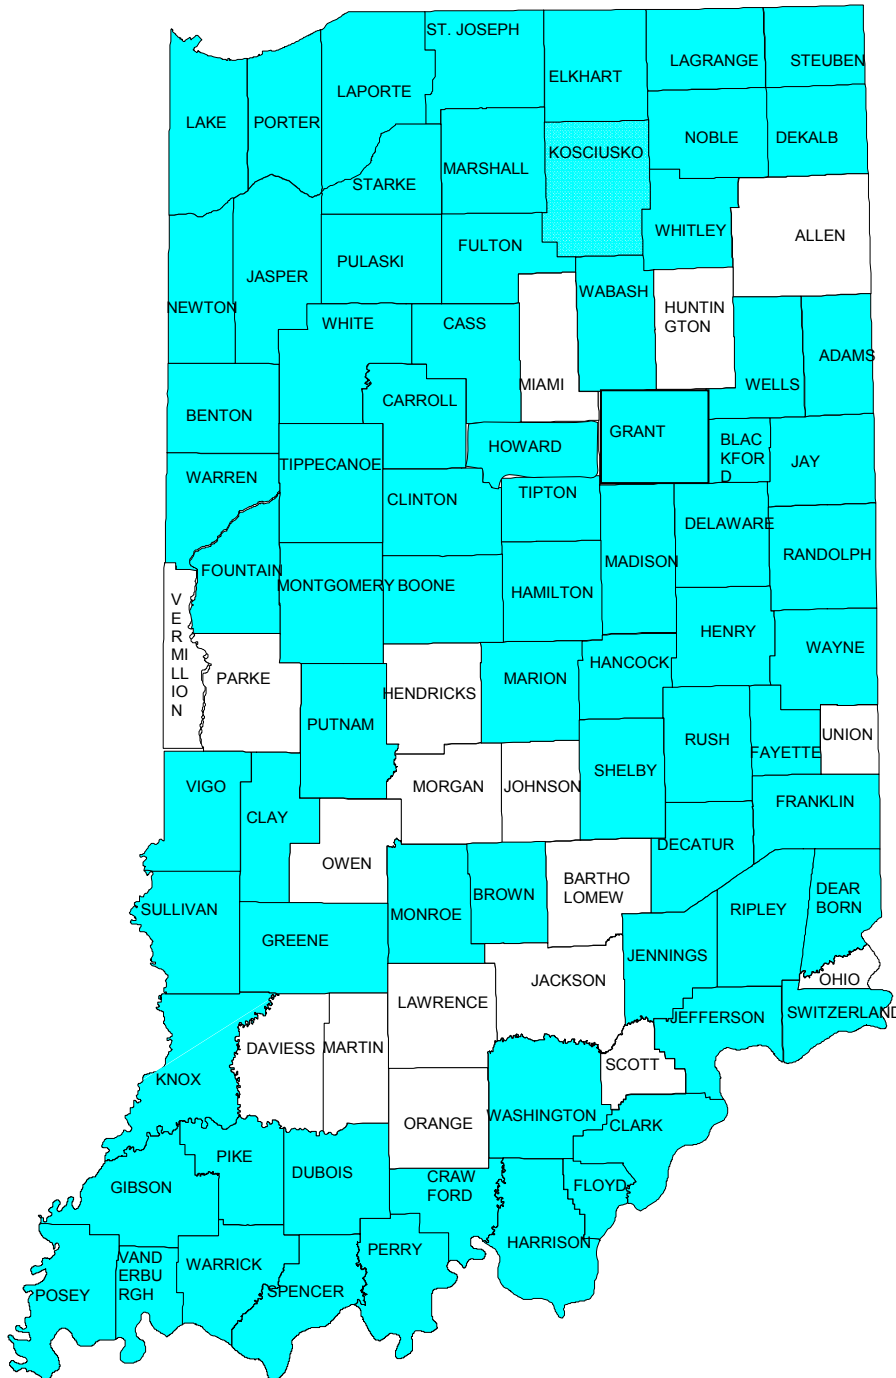 ST. JOSEPH
LAGRANGE
STEUBEN
ELKHART
LAPORTE
LAKE
PORTER
NOBLE
DEKALB
KOSCIUSKO
MARSHALL
STARKE
WHITLEY
ALLEN
FULTON
PULASKI
JASPER
WABASH
NEWTON
HUNTIN
GTON
WHITE
CASS
ADAMS
MIAMI
WELLS
CARROLL
BENTON
GRANT
BLAC
KFOR
D
HOWARD
JAY
TIPPECANOE
WARREN
CLINTON
TIPTON
DELAWARE
RANDOLPH
MADISON
FOUNTAIN
MONTGOMERY
BOONE
HAMILTON
V
E
R
MI
LL
IO
N
HENRY
WAYNE
HANCOCK
PARKE
MARION
HENDRICKS
PUTNAM
UNION
RUSH
FAYETTE
SHELBY
VIGO
MORGAN
JOHNSON
FRANKLIN
CLAY
DECATUR
OWEN
BARTHO
LOMEW
DEAR
BORN
BROWN
SULLIVAN
MONROE
RIPLEY
GREENE
JENNINGS
JACKSON
OHIO
LAWRENCE
SWITZERLAND
JEFFERSON
DAVIESS
MARTIN
SCOTT
KNOX
WASHINGTON
ORANGE
CLARK
PIKE
DUBOIS
CRAW
FORD
GIBSON
FLOYD
HARRISON
PERRY
VAND
ERBU
RGH
WARRICK
POSEY
SPENCER